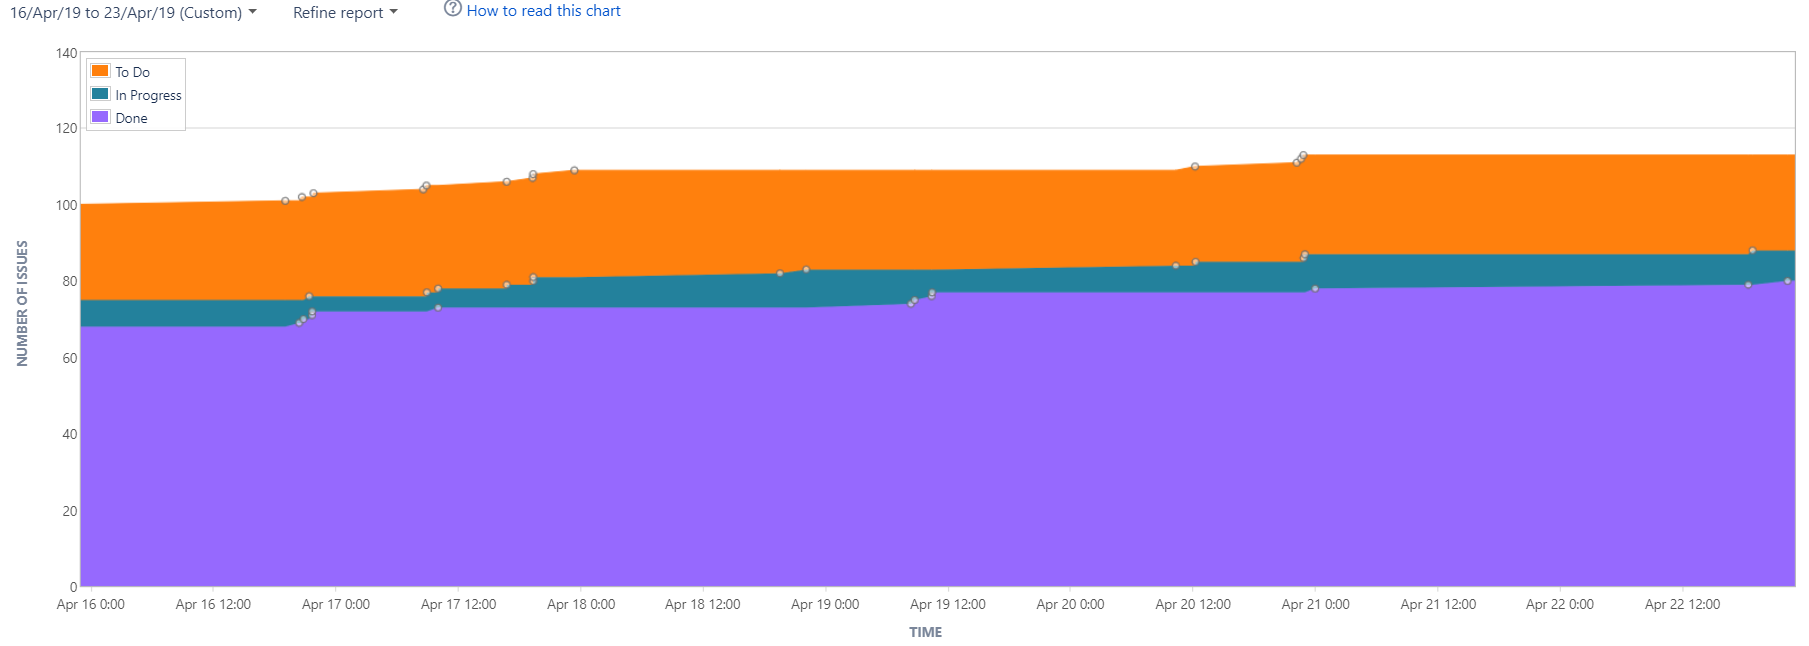 16/Apr/19 to 23/Apr/19 (Custom) Refine report How to read this chart
140
To Do
In Progress
Done
120
100
80
60
40
20
0
NUMBER OF ISSUES
Apr 16 0:00 Apr 16 12:00 Apr 17 0:00 Apr 17 12:00 Apr 18 0:00 Apr 18 12:00 Apr 19 0:00 Apr 19 12:00 Apr 20 0:00 Apr 20 12:00 Apr 21 0:00 Apr 21 12:00 Apr 22 0:00 Apr 22 12:00
TIME